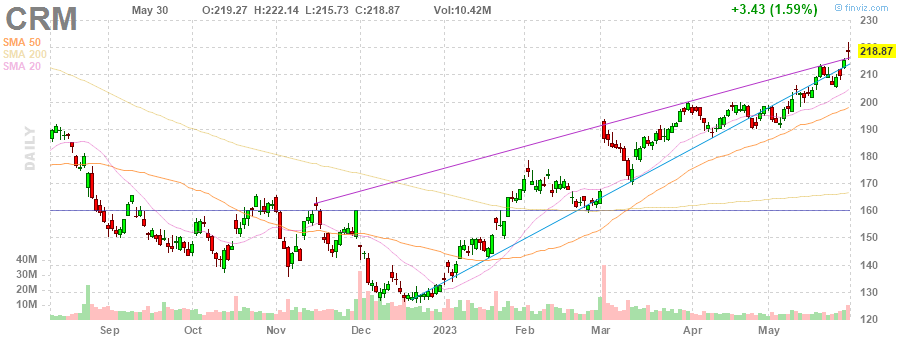 CRM May 30 O:219.27 H:222.14 L:215.73 C:218.87 Vol:10.42M +3.43 (1.59%)
© finviz.com
SMA 50
SMA 200
SMA 20
DAILY
230
220
218.87
210
200
190
180
170
160
150
140
130
120
40M
30M
20M
10M
Sep Oct Nov Dec 2023 Feb Mar Apr May